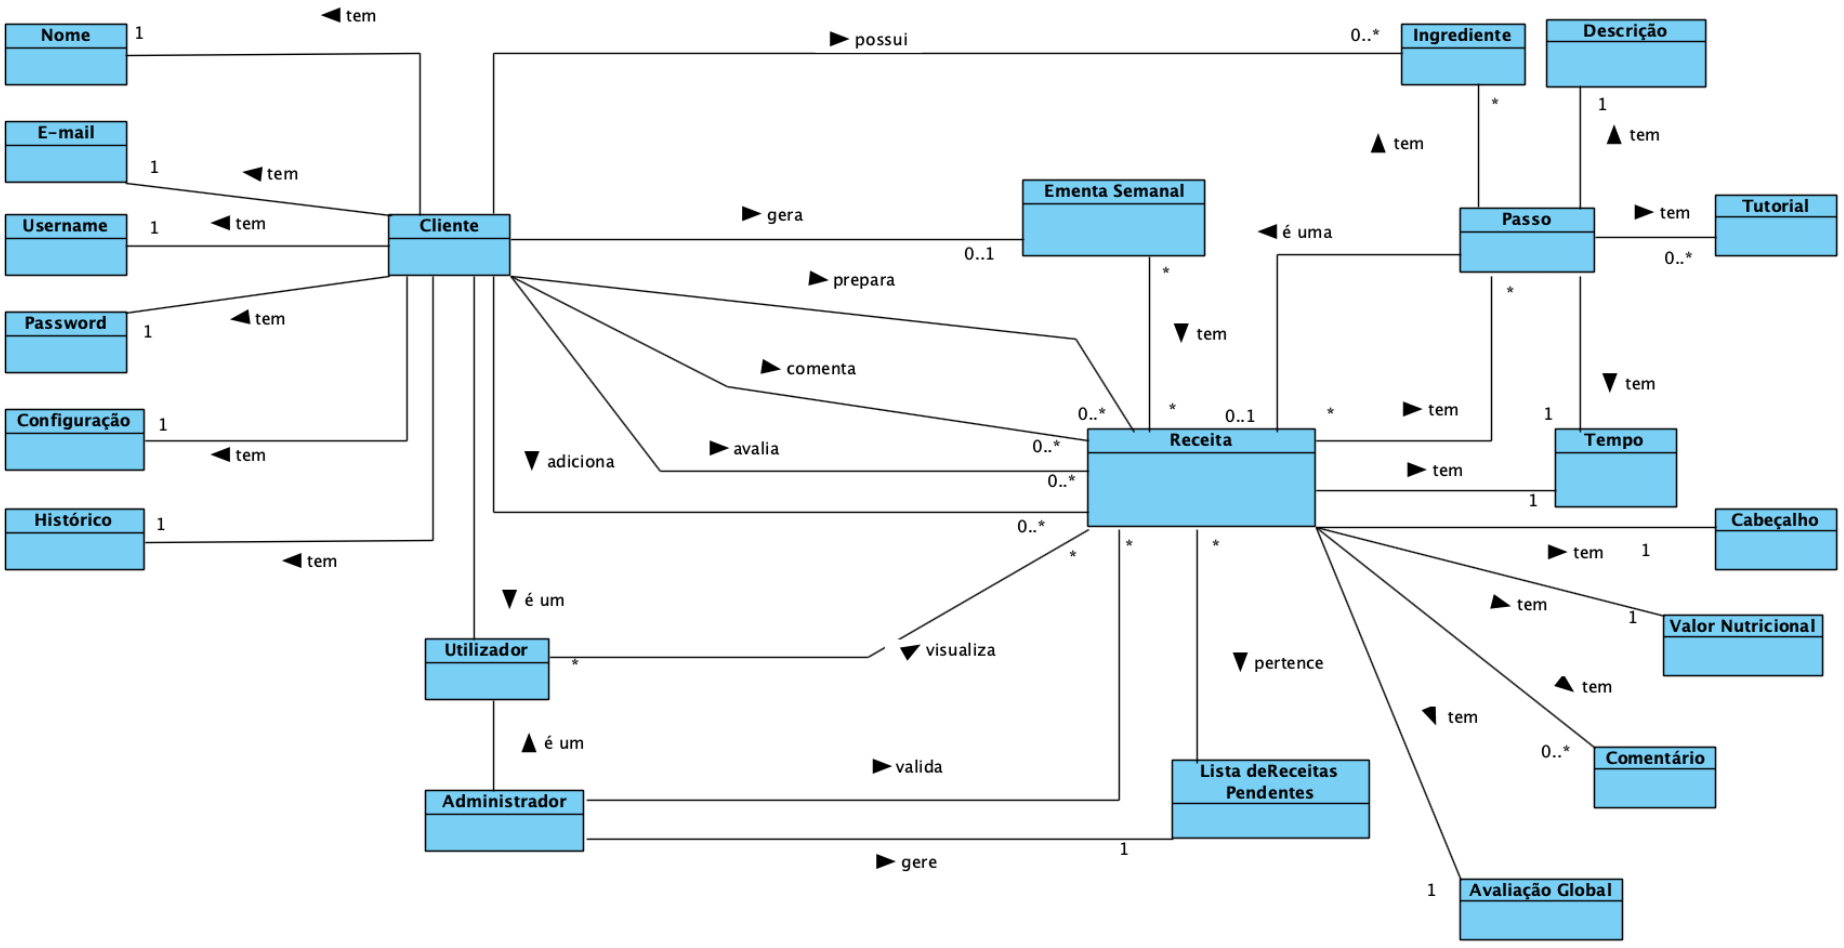 tem
Nome
1
possui
0..*
Ingrediente
Descrição
*
1
tem
tem
E-mail
1
tem
Ementa Semanal
Username
1
tem
Cliente
gera
0..1
*
é uma
Passo
tem
Tutorial
0..*
*
prepara
Password
1
tem
tem
comenta
tem
1
Configuração
1
tem
0..*
*
0..1
*
tem
Receita
Tempo
0..*
avalia
adiciona
0..*
tem
1
Histórico
1
tem
0..*
*
*
*
Cabeçalho
tem
1
é um
tem
1
Valor Nutricional
Utilizador
*
visualiza
pertence
tem
tem
é um
0..*
Comentário
valida
Lista deReceitas
Pendentes
Administrador
gere
1
1
Avaliação Global